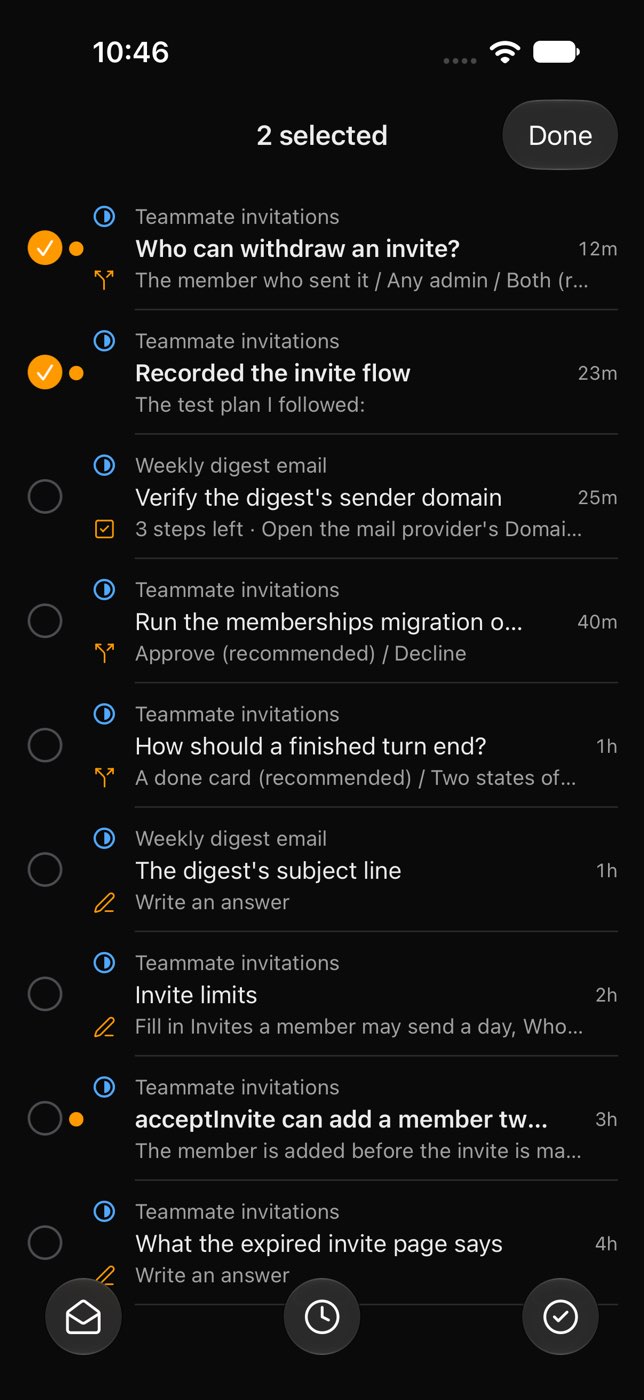 10:46
2 selected
Done
Teammate invitations
Who can withdraw an invite?
12m
The member who sent it / Any admin / Both (r...
Teammate invitations
Recorded the invite flow
23m
The test plan I followed:
Weekly digest email
Verify the digest's sender domain
25m
3 steps left · Open the mail provider's Domai...
Teammate invitations
Run the memberships migration o...
40m
Approve (recommended) / Decline
Teammate invitations
How should a finished turn end?
1h
A done card (recommended) / Two states of...
Weekly digest email
The digest's subject line
1h
Write an answer
Teammate invitations
Invite limits
2h
Fill in Invites a member may send a day, Who...
Teammate invitations
acceptInvite can add a member tw...
3h
The member is added before the invite is ma...
Teammate invitations
What the expired invite page says
4h
Write an answer